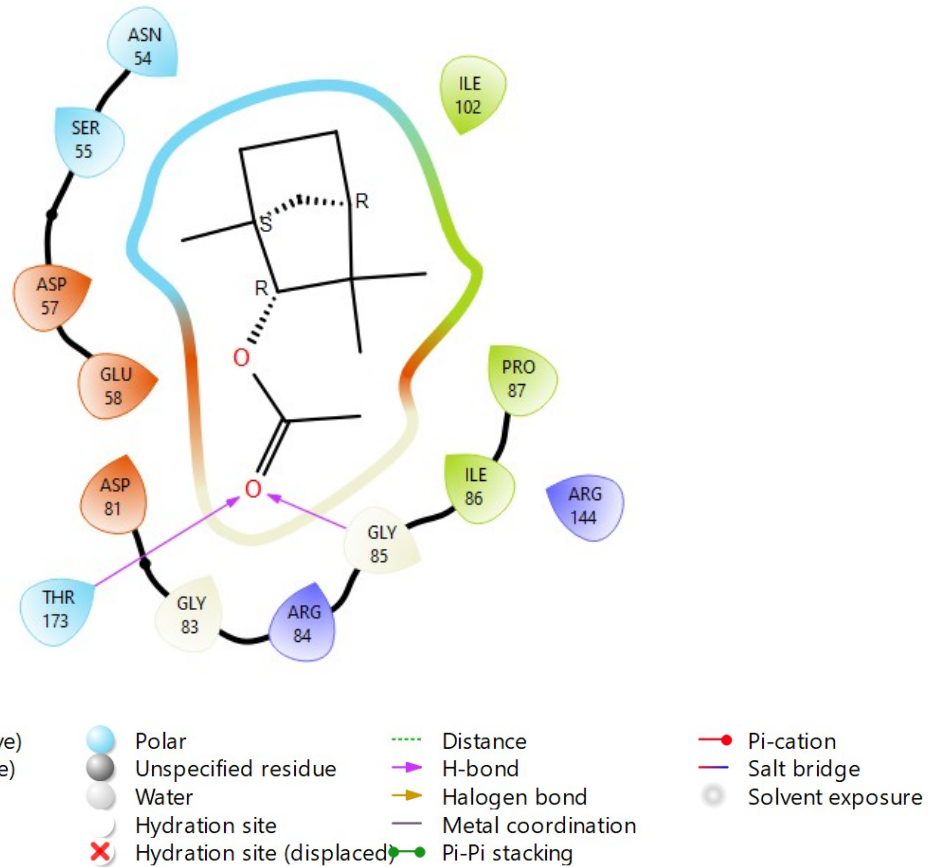 ASN
54
SER
55
ILE
102
R
S
R
ASP
57
O
GLU
58
PRO
87
ASP
81
O
ILE
86
ARG
144
GLY
85
THR
173
GLY
83
ARG
84
ve) Polar Distance Pi-cation
e) Unspecified residue H-bond Salt bridge
Water Halogen bond Solvent exposure
Hydration site Metal coordination
Hydration site (displaced) Pi-Pi stacking